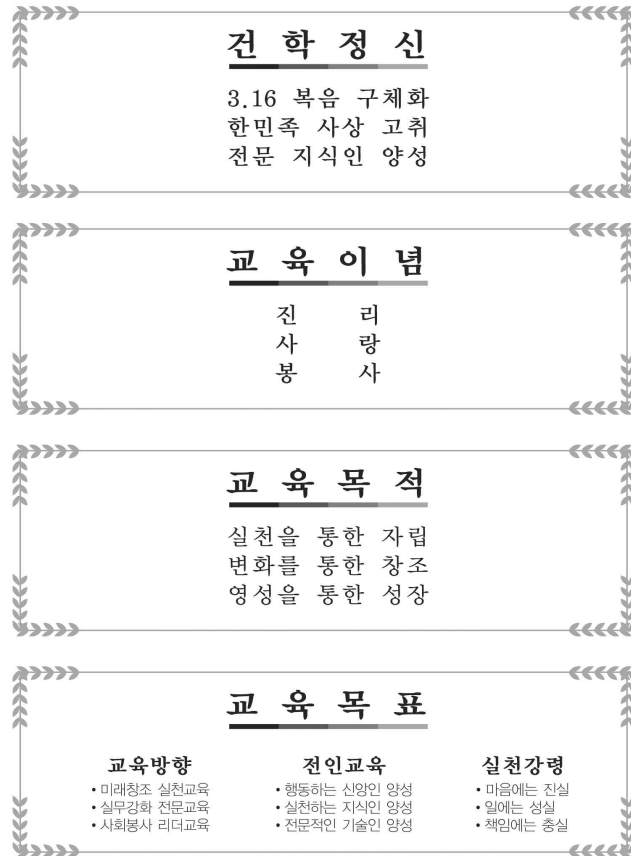 건 학 정 신
3.16 복음 구체화
한민족 사상 고취
전문 지식인 양성
교 육 이 념
진 리
사 랑
봉 사
교 육 목 적
실천을 통한 자립
변화를 통한 창조
영성을 통한 성장
교 육 목 표
교육방향
• 미래창조 실천교육
• 실무강화 전문교육
• 사회봉사 리더교육
전인교육
• 행동하는 신앙인 양성
• 실천하는 지식인 양성
• 전문적인 기술인 양성
실천강령
• 마음에는 진실
• 일에는 성실
• 책임에는 충실